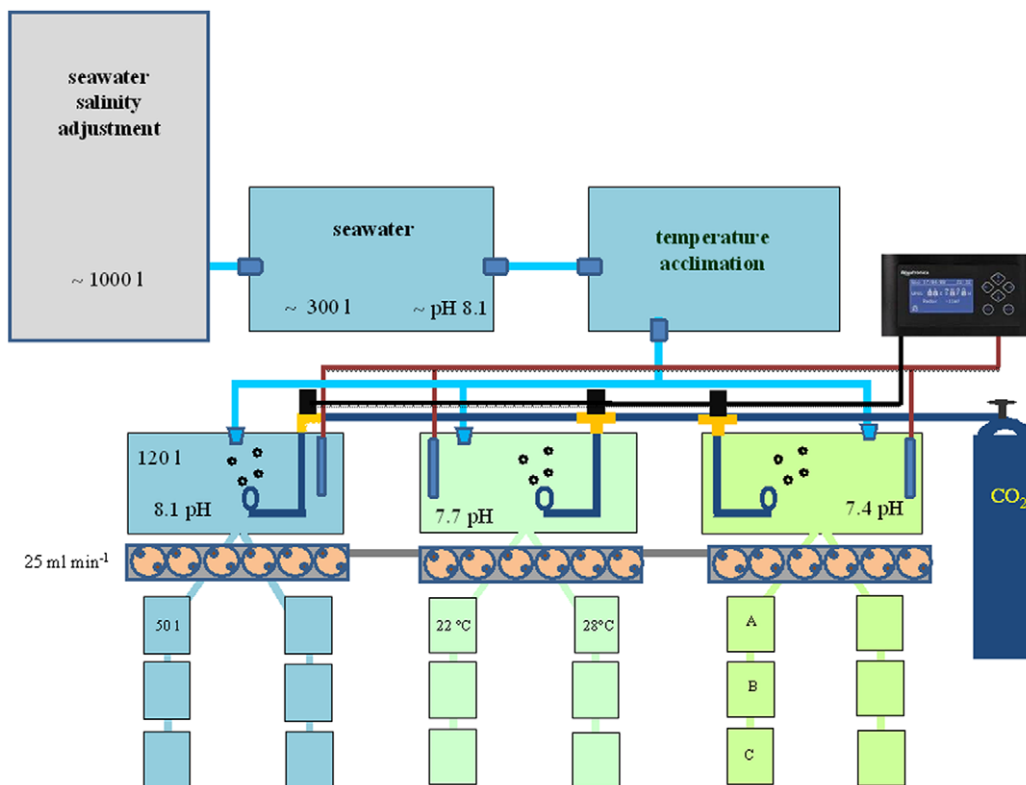 seawater
salinity
adjustment
~ 1000 l
seawater
~ 300 l
~ pH 8.1
temperature
acclimation
120 l
8.1 pH
7.7 pH
7.4 pH
CO2
25 ml min-1
50 l
22 °C
28°C
A
B
C